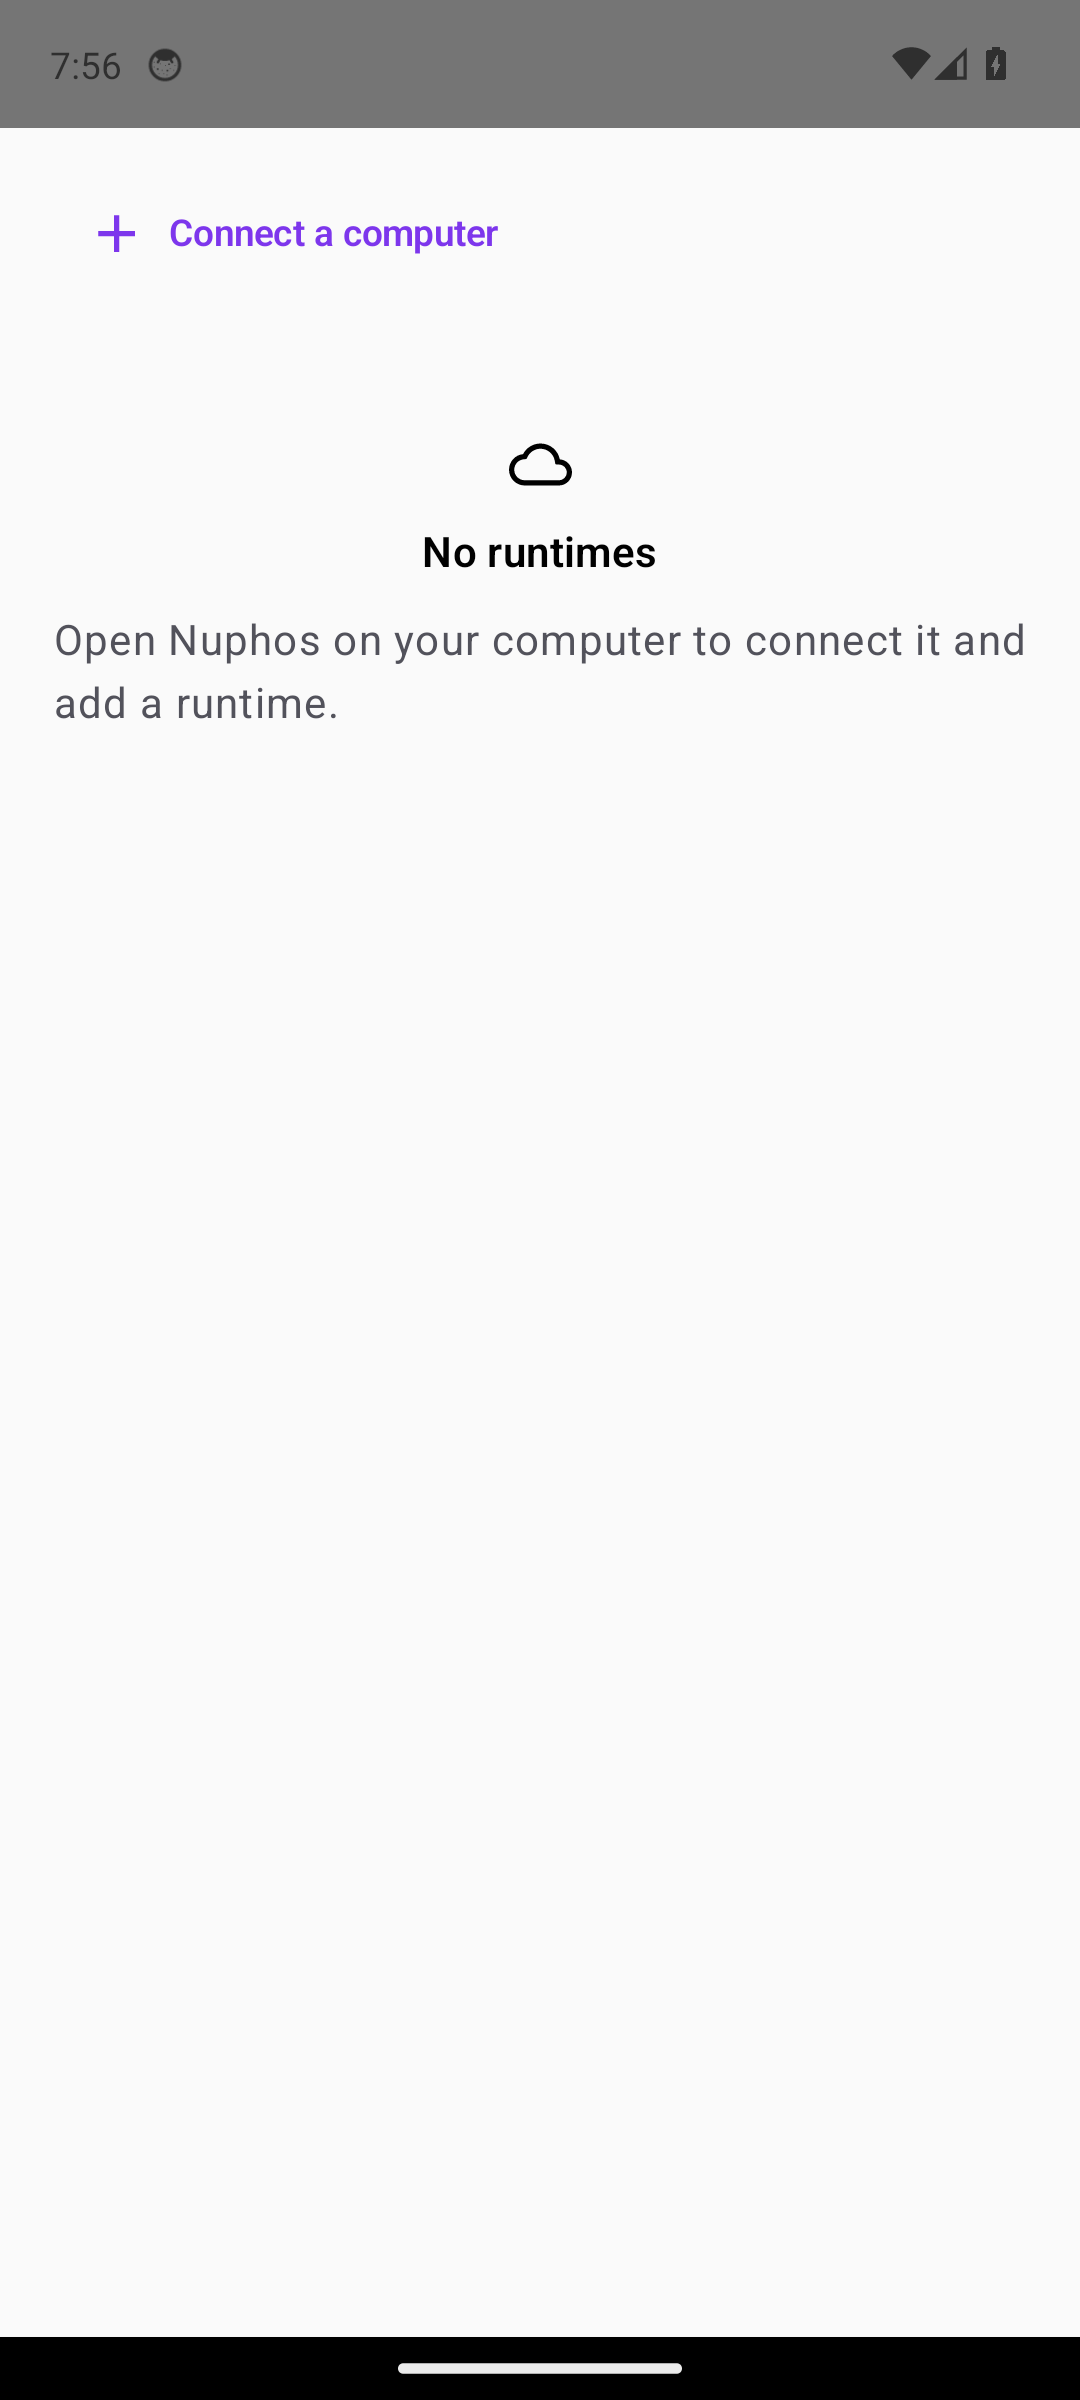 7:56
Connect a computer
No runtimes
Open Nuphos on your computer to connect it and
add a runtime.